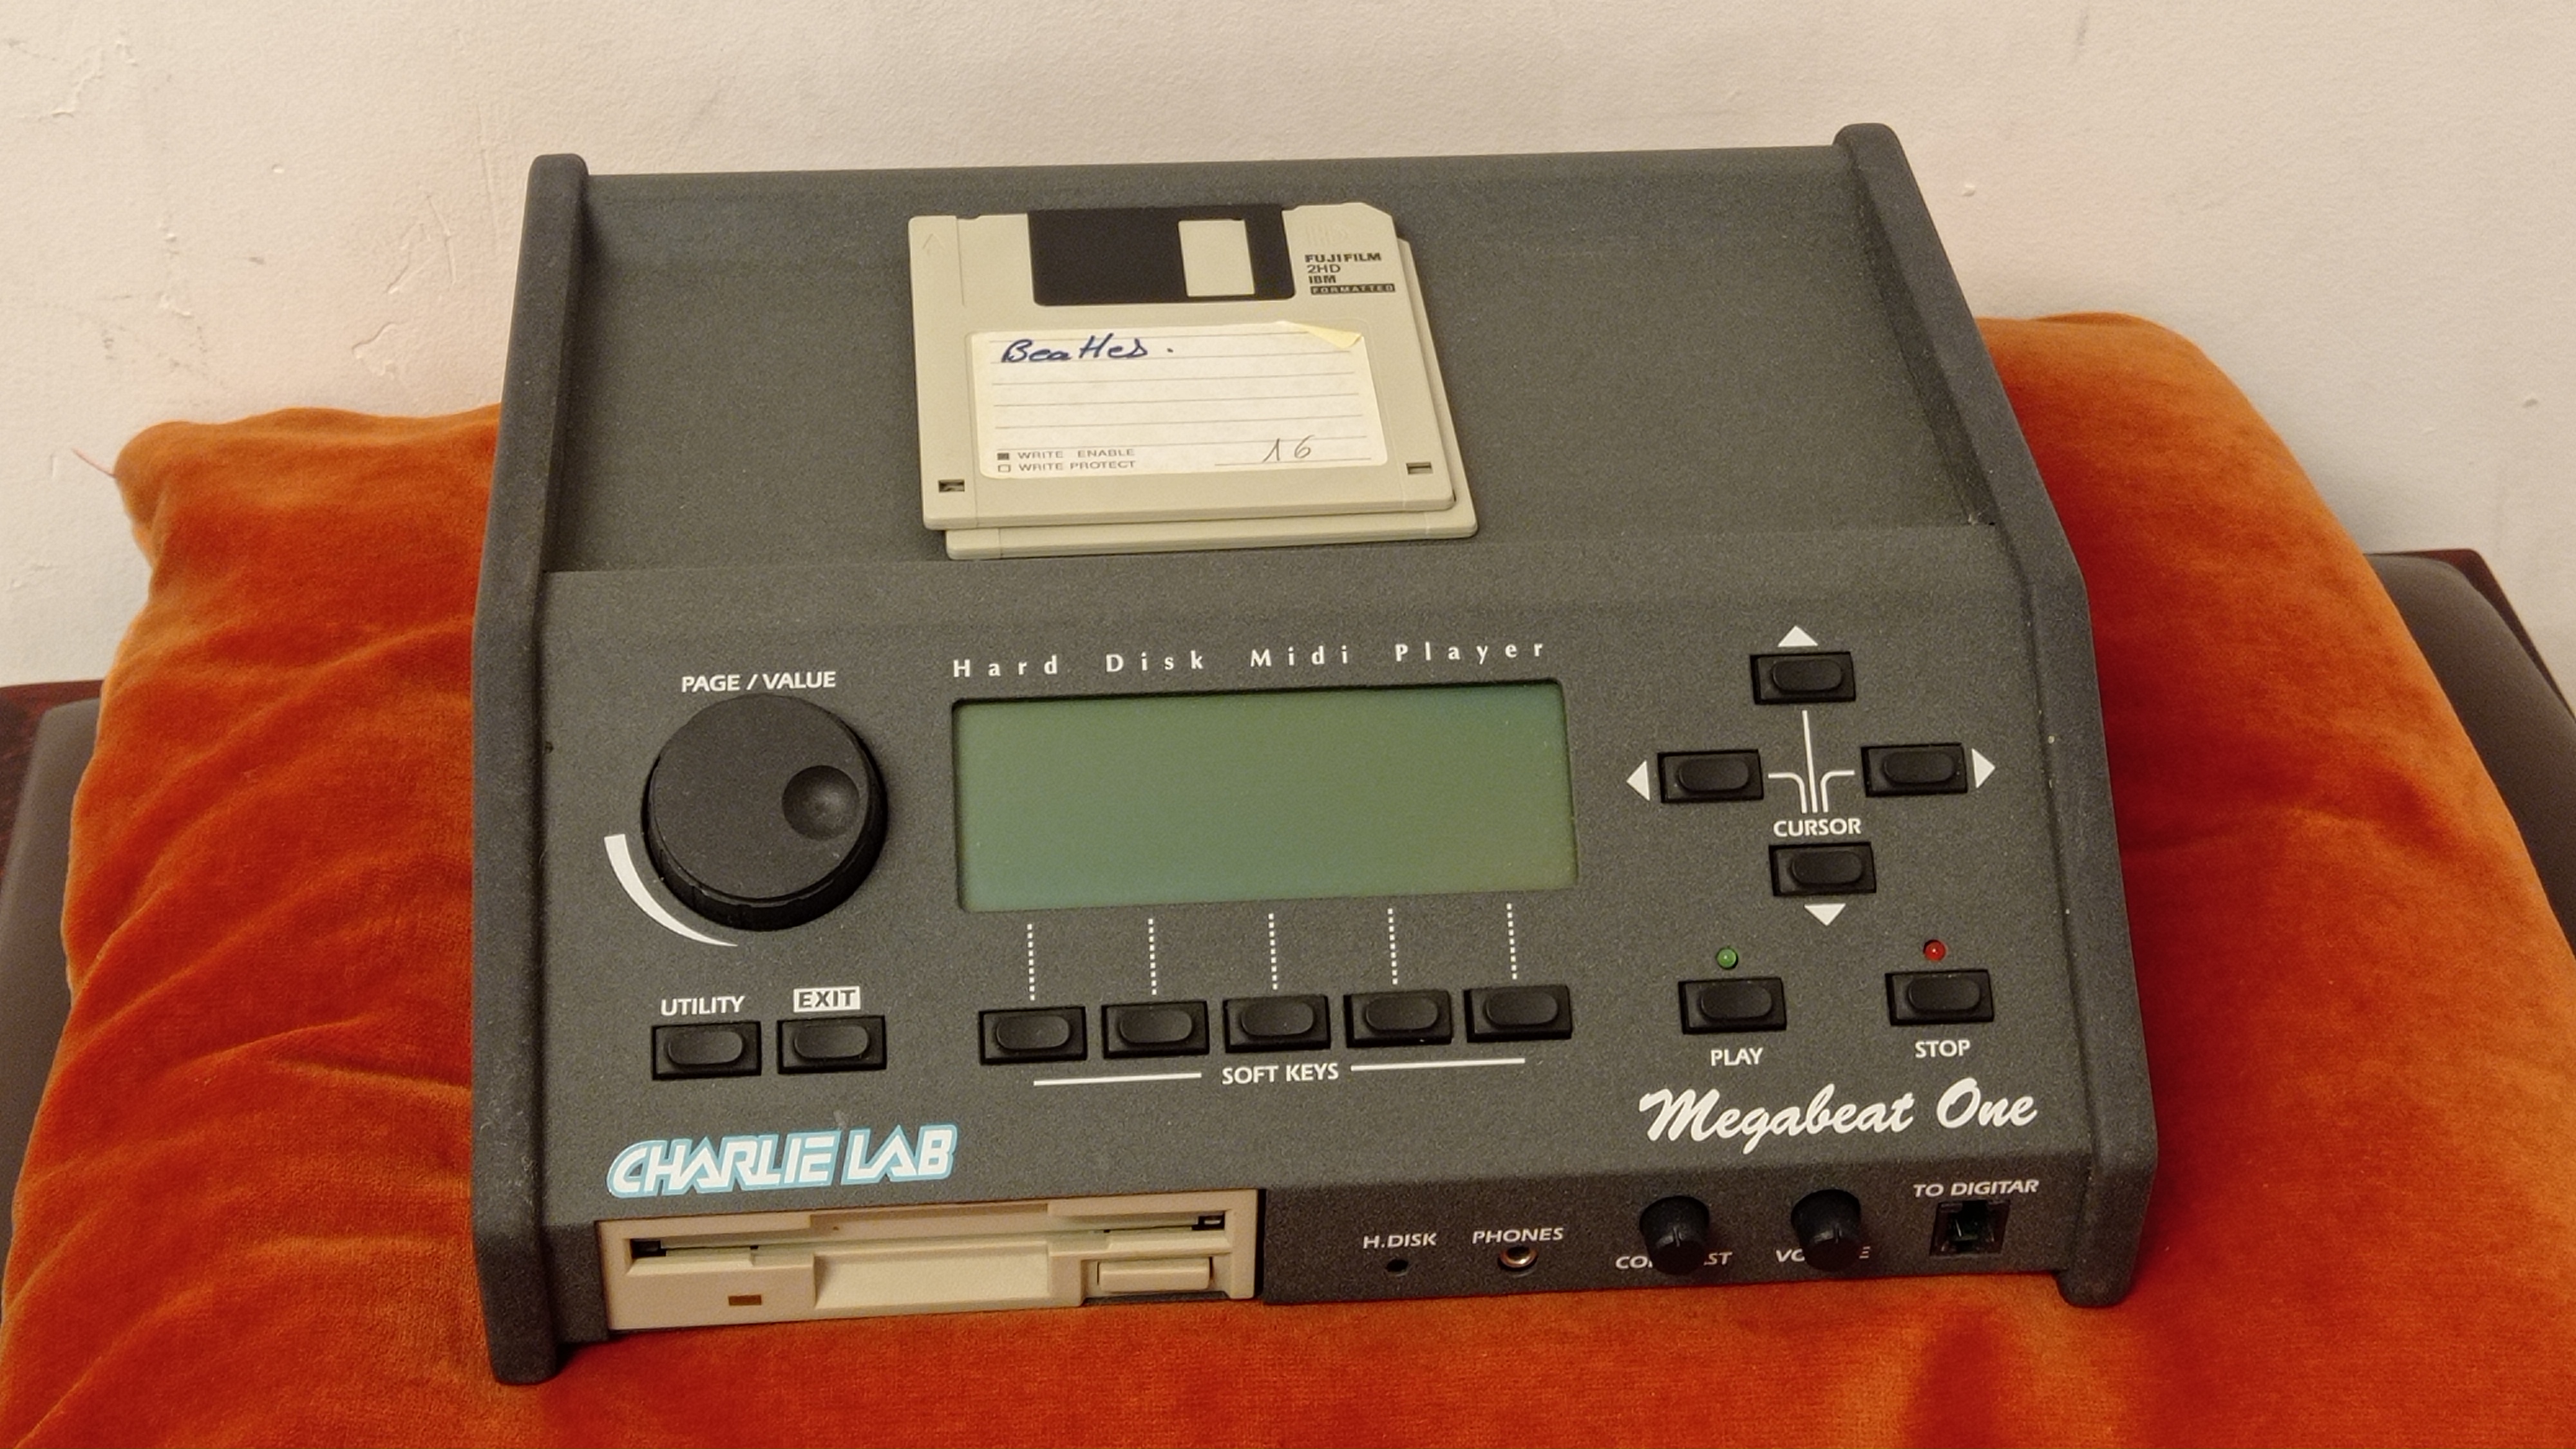 FUJIFILM
2HD
IBM
FORMATTED
Beatles.
WRITE ENABLE
WRITE PROTECT
16
Hard Disk Midi Player
PAGE / VALUE
CURSOR
UTILITY
EXIT
SOFT KEYS
PLAY
STOP
Megabeat One
CHARLIE LAB
H.DISK
PHONES
TO DIGITAR